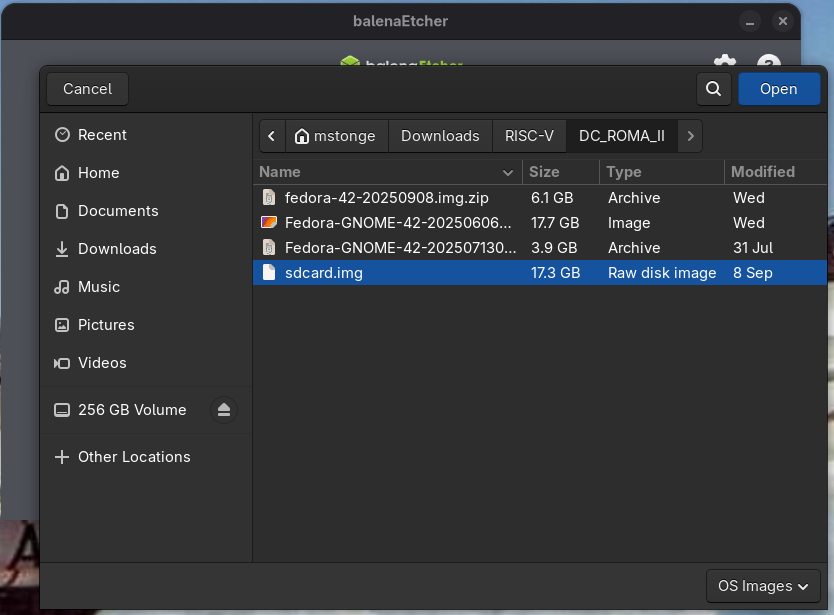 balenaEtcher
balenaEtcher
Cancel
Open
Recent
Home
Documents
Downloads
Music
Pictures
Videos
256 GB Volume
Other Locations
mstonge Downloads RISC-V DC_ROMA_II
Name Size Type Modified
fedora-42-20250908.img.zip 6.1 GB Archive Wed
Fedora-GNOME-42-20250606... 17.7 GB Image Wed
Fedora-GNOME-42-202507130... 3.9 GB Archive 31 Jul
sdcard.img 17.3 GB Raw disk image 8 Sep
OS Images